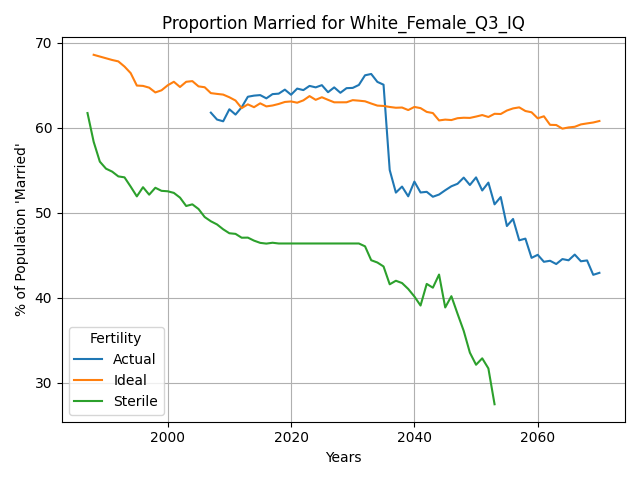 Proportion Married for White_Female_Q3_IQ
% of Population 'Married'
70
60
50
40
30
Fertility
Actual
Ideal
Sterile
2000
2020
2040
2060
Years